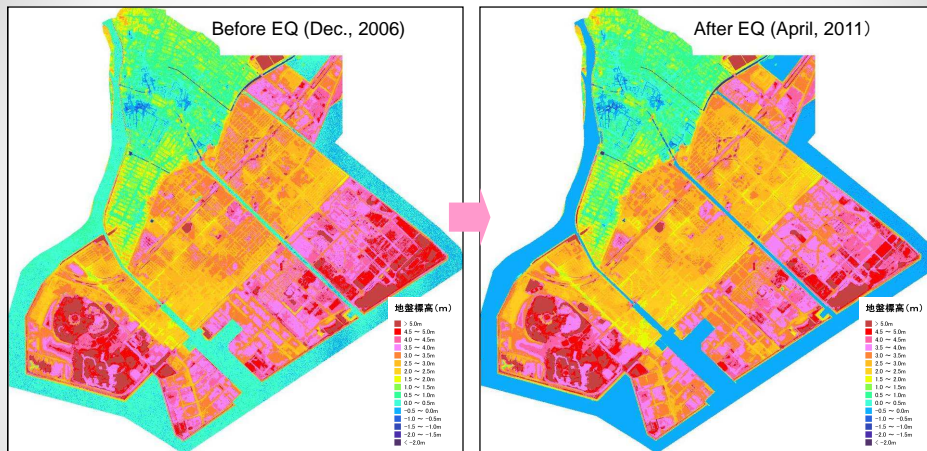 Before EQ (Dec., 2006)
地盤標高(m)
> 5.0m
4.5 ~ 5.0m
4.0 ~ 4.5m
3.5 ~ 4.0m
3.0 ~ 3.5m
2.5 ~ 3.0m
2.0 ~ 2.5m
1.5 ~ 2.0m
1.0 ~ 1.5m
0.5 ~ 1.0m
0.0 ~ 0.5m
-0.5 ~ 0.0m
-1.0 ~ -0.5m
-1.5 ~ -1.0m
-2.0 ~ -1.5m
< -2.0m
After EQ (April, 2011)
地盤標高(m)
> 5.0m
4.5 ~ 5.0m
4.0 ~ 4.5m
3.5 ~ 4.0m
3.0 ~ 3.5m
2.5 ~ 3.0m
2.0 ~ 2.5m
1.5 ~ 2.0m
1.0 ~ 1.5m
0.5 ~ 1.0m
0.0 ~ 0.5m
-0.5 ~ 0.0m
-1.0 ~ -0.5m
-1.5 ~ -1.0m
-2.0 ~ -1.5m
< -2.0m